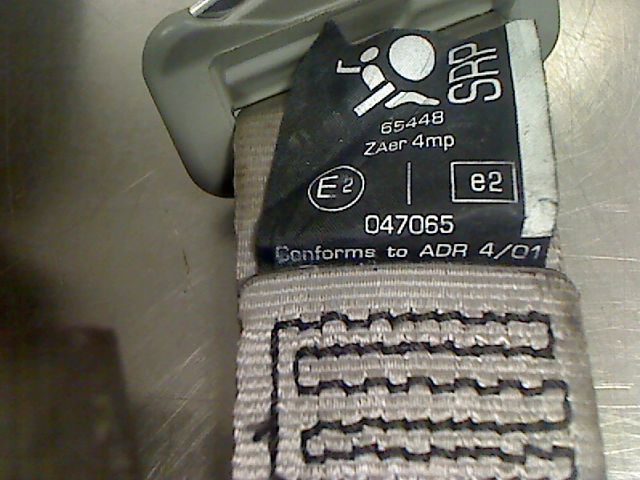 SRP
65448
ZAer 4mp
E2 e2
047065
Conforms to ADR 4/01